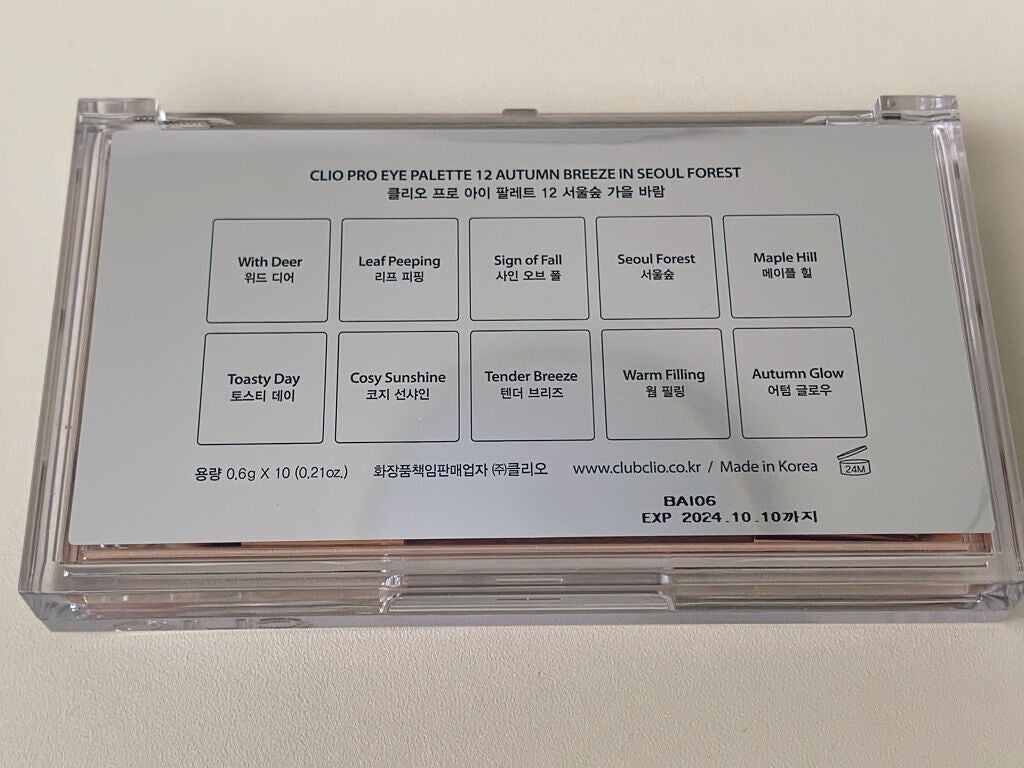 CLIO PRO EYE PALETTE 12 AUTUMN BREEZE IN SEOUL FOREST
클리오 프로 아이 팔레트 12 서울숲 가을 바람
With Deer
위드 디어
Leaf Peeping
리프 피핑
Sign of Fall
사인 오브 폴
Seoul Forest
서울숲
Maple Hill
메이플 힐
Toasty Day
토스티 데이
Cosy Sunshine
코지 선샤인
Tender Breeze
텐더 브리즈
Warm Filling
웜 필링
Autumn Glow
어텀 글로우
용량 0.6g X 10 (0.21oz.) 화장품책임판매업자 ㈜클리오 www.clubclio.co.kr / Made in Korea 24M
BAI06
EXP 2024.10.10까지